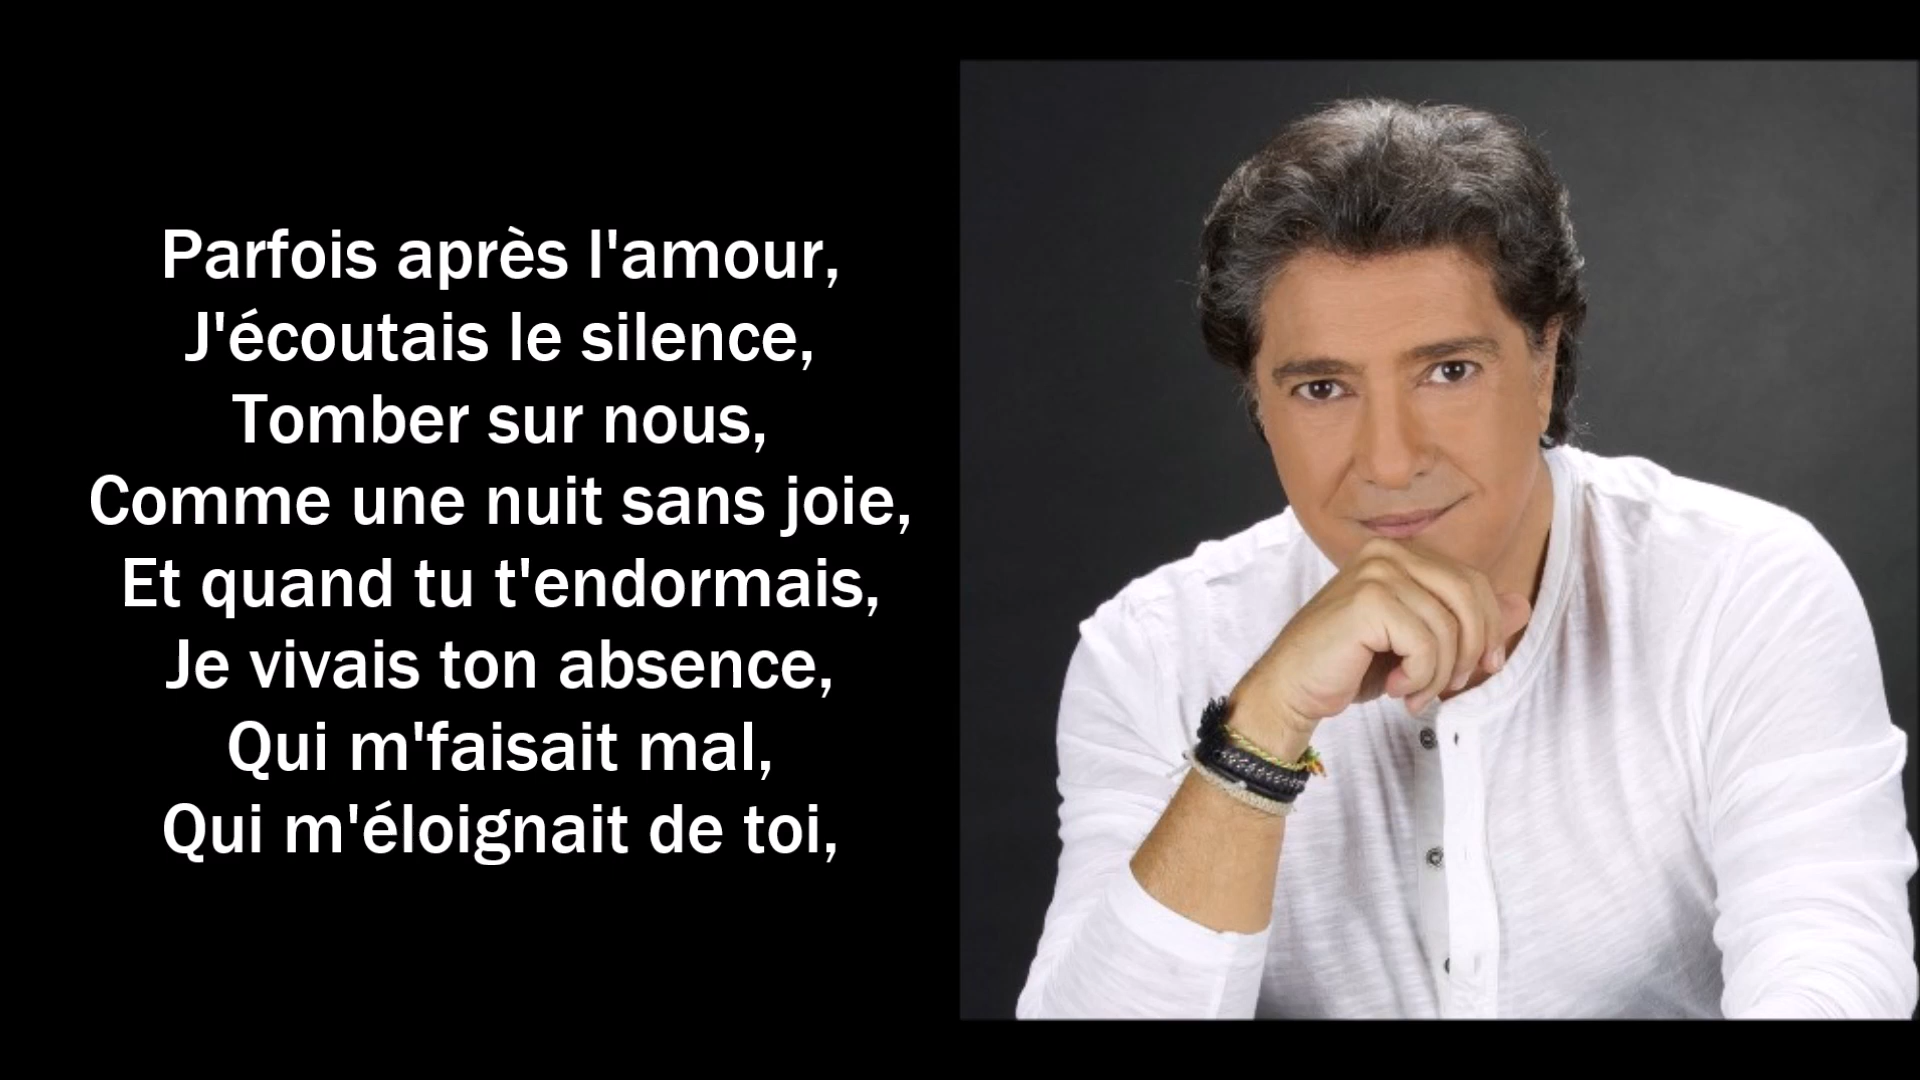 Parfois après l'amour,
J'écoutais le silence,
Tomber sur nous,
Comme une nuit sans joie,
Et quand tu t'endormais,
Je vivais ton absence,
Qui m'faisait mal,
Qui m'éloignait de toi,